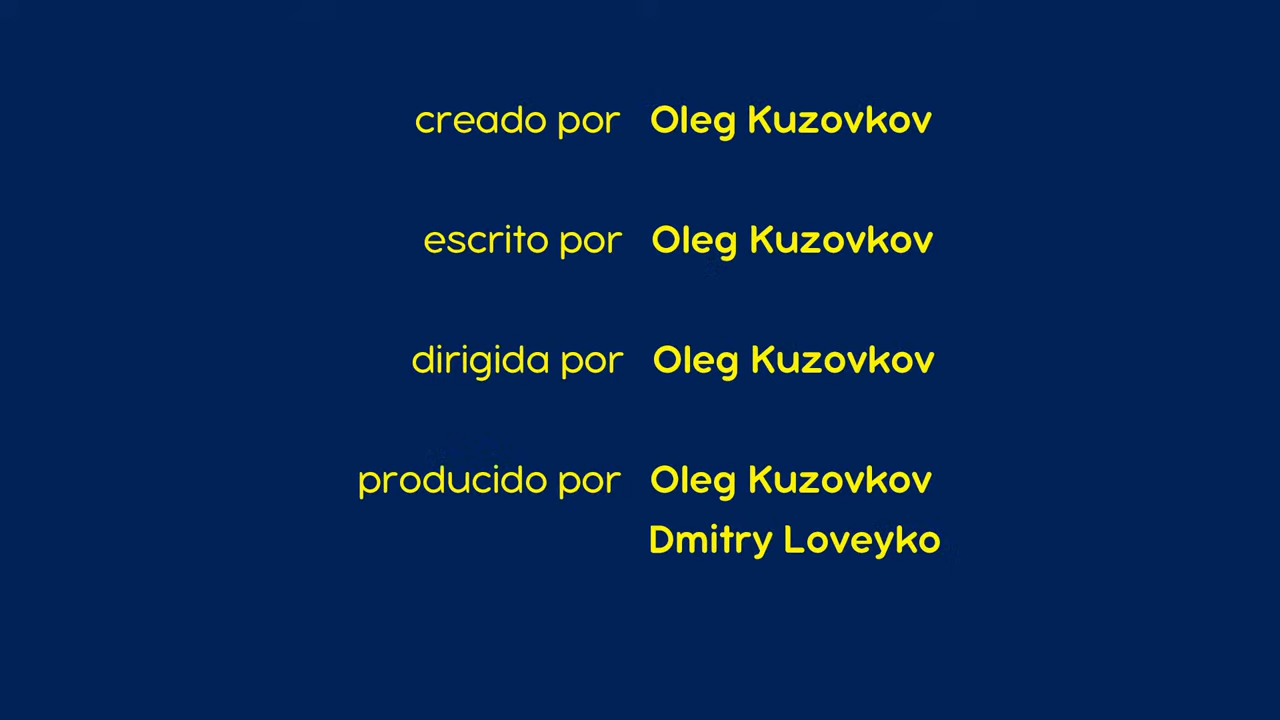 creado por Oleg Kuzovkov
escrito por Oleg Kuzovkov
dirigida por Oleg Kuzovkov
producido por Oleg Kuzovkov
Dmitry Loveyko